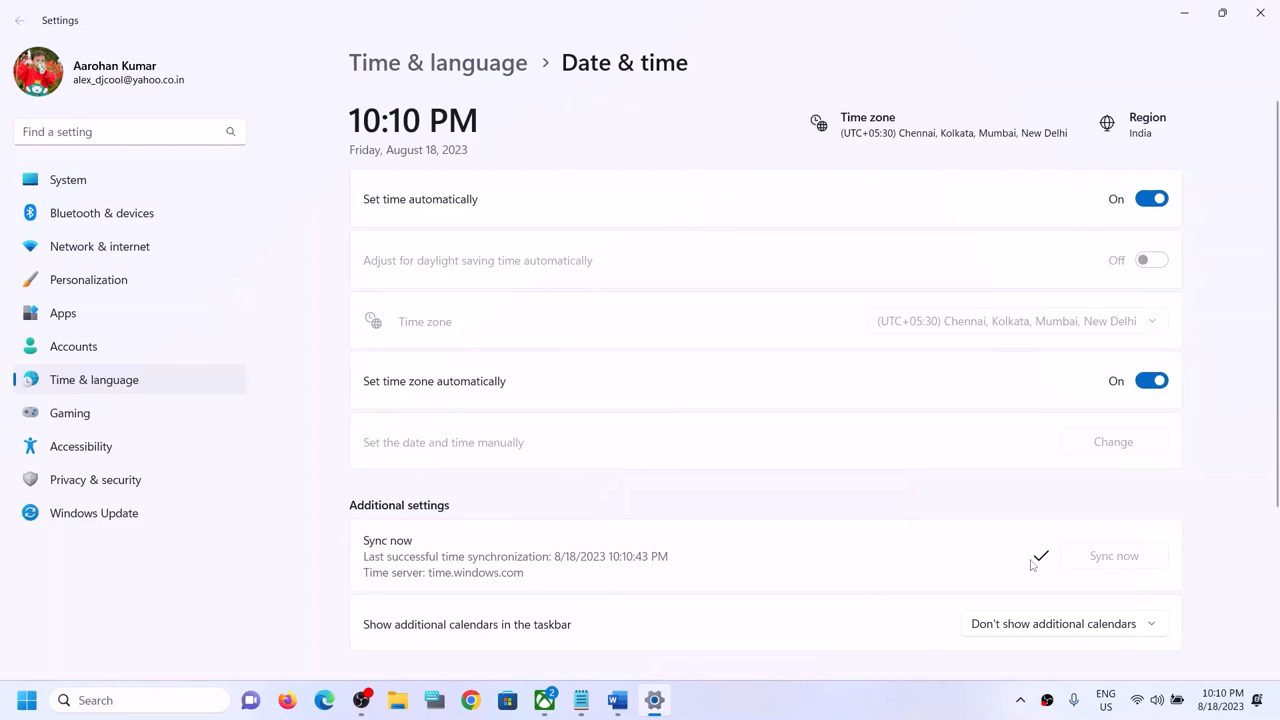 Settings
Aarohan Kumar
alex_djcool@yahoo.co.in
Find a setting
System
Bluetooth & devices
Network & internet
Personalization
Apps
Accounts
Time & language
Gaming
Accessibility
Privacy & security
Windows Update
Time & language > Date & time
10:10 PM
Friday, August 18, 2023
Time zone
(UTC+05:30) Chennai, Kolkata, Mumbai, New Delhi
Region
India
Set time automatically On
Adjust for daylight saving time automatically Off
Time zone (UTC+05:30) Chennai, Kolkata, Mumbai, New Delhi
Set time zone automatically On
Set the date and time manually Change
Additional settings
Sync now
Last successful time synchronization: 8/18/2023 10:10:43 PM
Time server: time.windows.com
Sync now
Show additional calendars in the taskbar Don't show additional calendars
Search
2
ENG
US
10:10 PM
8/18/2023